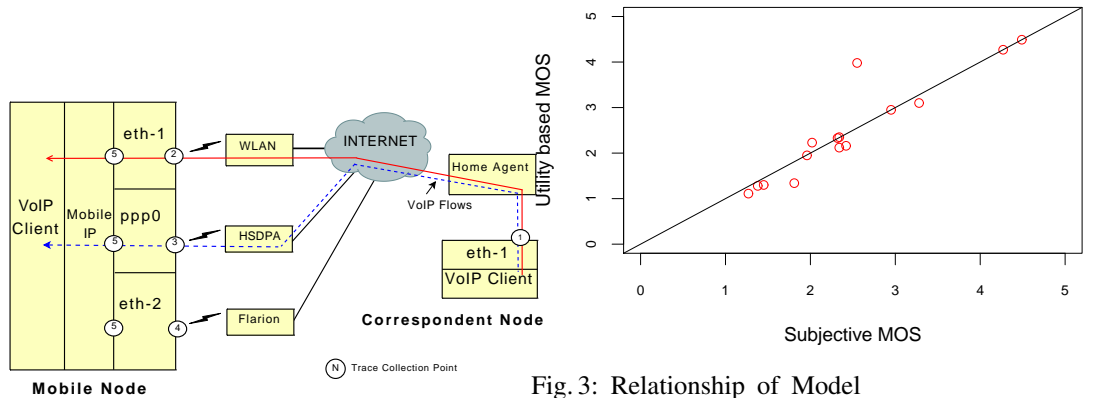 eth-1
5
2
WLAN
INTERNET
Home Agent
VoIP Flows
VoIP
Client
Mobile
IP
ppp0
5
3
HSDPA
1
eth-1
VoIP Client
eth-2
5
4
Flarion
Correspondent Node
N Trace Collection Point
Mobile Node
Utility based MOS
5
4
3
2
1
0
0 1 2 3 4 5
Subjective MOS
Fig. 3: Relationship of Model